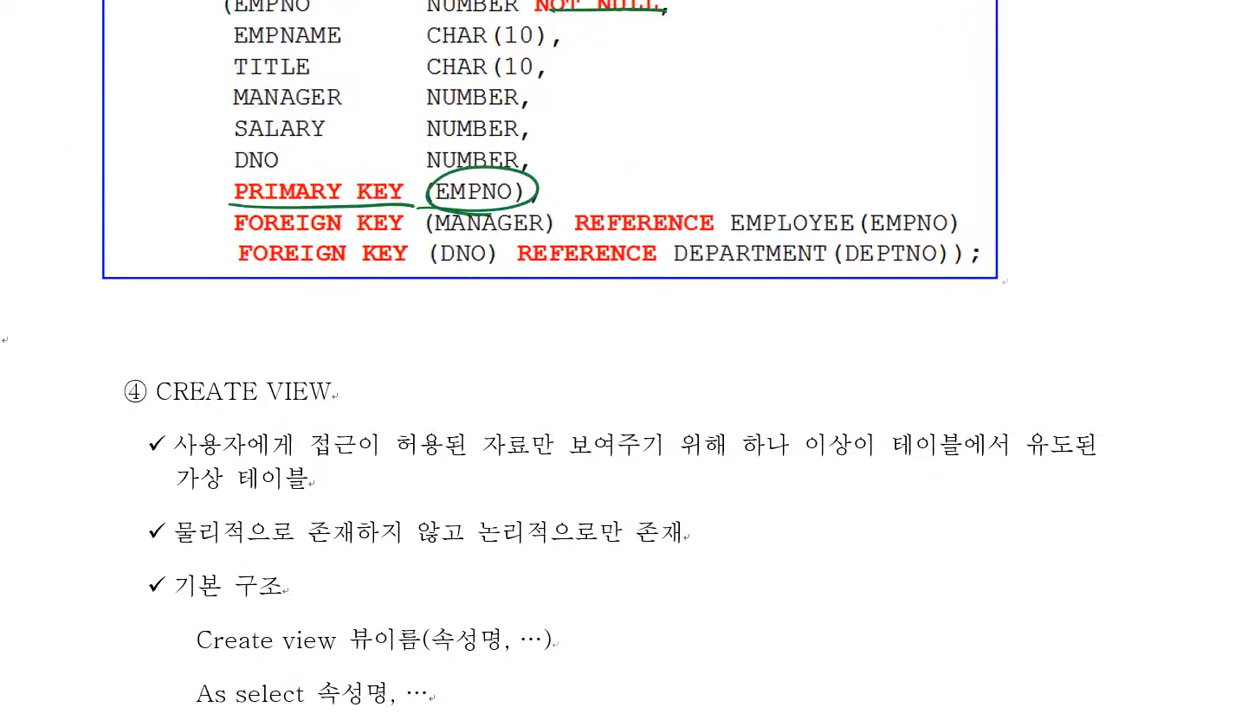 (EMPNO NUMBER NOT NULL,
EMPNAME CHAR(10),
TITLE CHAR(10,
MANAGER NUMBER,
SALARY NUMBER,
DNO NUMBER,
PRIMARY KEY (EMPNO),
FOREIGN KEY (MANAGER) REFERENCE EMPLOYEE(EMPNO)
FOREIGN KEY (DNO) REFERENCE DEPARTMENT(DEPTNO));
④ CREATE VIEW
✓ 사용자에게 접근이 허용된 자료만 보여주기 위해 하나 이상이 테이블에서 유도된
가상 테이블
✓ 물리적으로 존재하지 않고 논리적으로만 존재
✓ 기본 구조
Create view 뷰이름(속성명, …)
As select 속성명, …